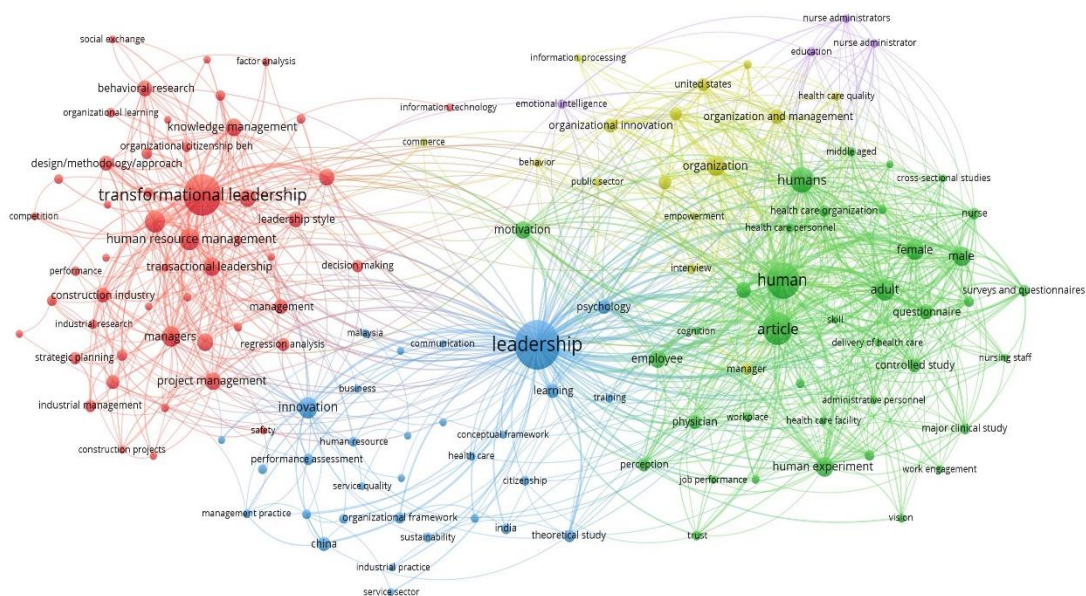 nurse administrators
social exchange
nurse administrator
education
factor analysis
information processing
behavioral research
united states
health care quality
information technology
emotional intelligence
organizational learning
knowledge management
organizational innovation
organization and management
commerce
organizational citizenship beh
middle aged
design/methodology/approach
behavior
organization
humans
cross-sectional studies
public sector
transformational leadership
health care organization
nurse
competition
leadership style
empowerment
motivation
health care personnel
human resource management
female
male
transactional leadership
decision making
interview
performance
human
adult
surveys and questionnaires
construction industry
management
psychology
questionnaire
industrial research
skill
malaysia
cognition
article
managers
communication
leadership
delivery of health care
regression analysis
strategic planning
employee
nursing staff
controlled study
manager
project management
business
learning
training
administrative personnel
industrial management
innovation
workplace
physician
health care facility
major clinical study
safety
conceptual framework
human resource
construction projects
health care
performance assessment
perception
human experiment
work engagement
job performance
citizenship
service quality
management practice
organizational framework
vision
india
sustainability
theoretical study
trust
china
industrial practice
service sector